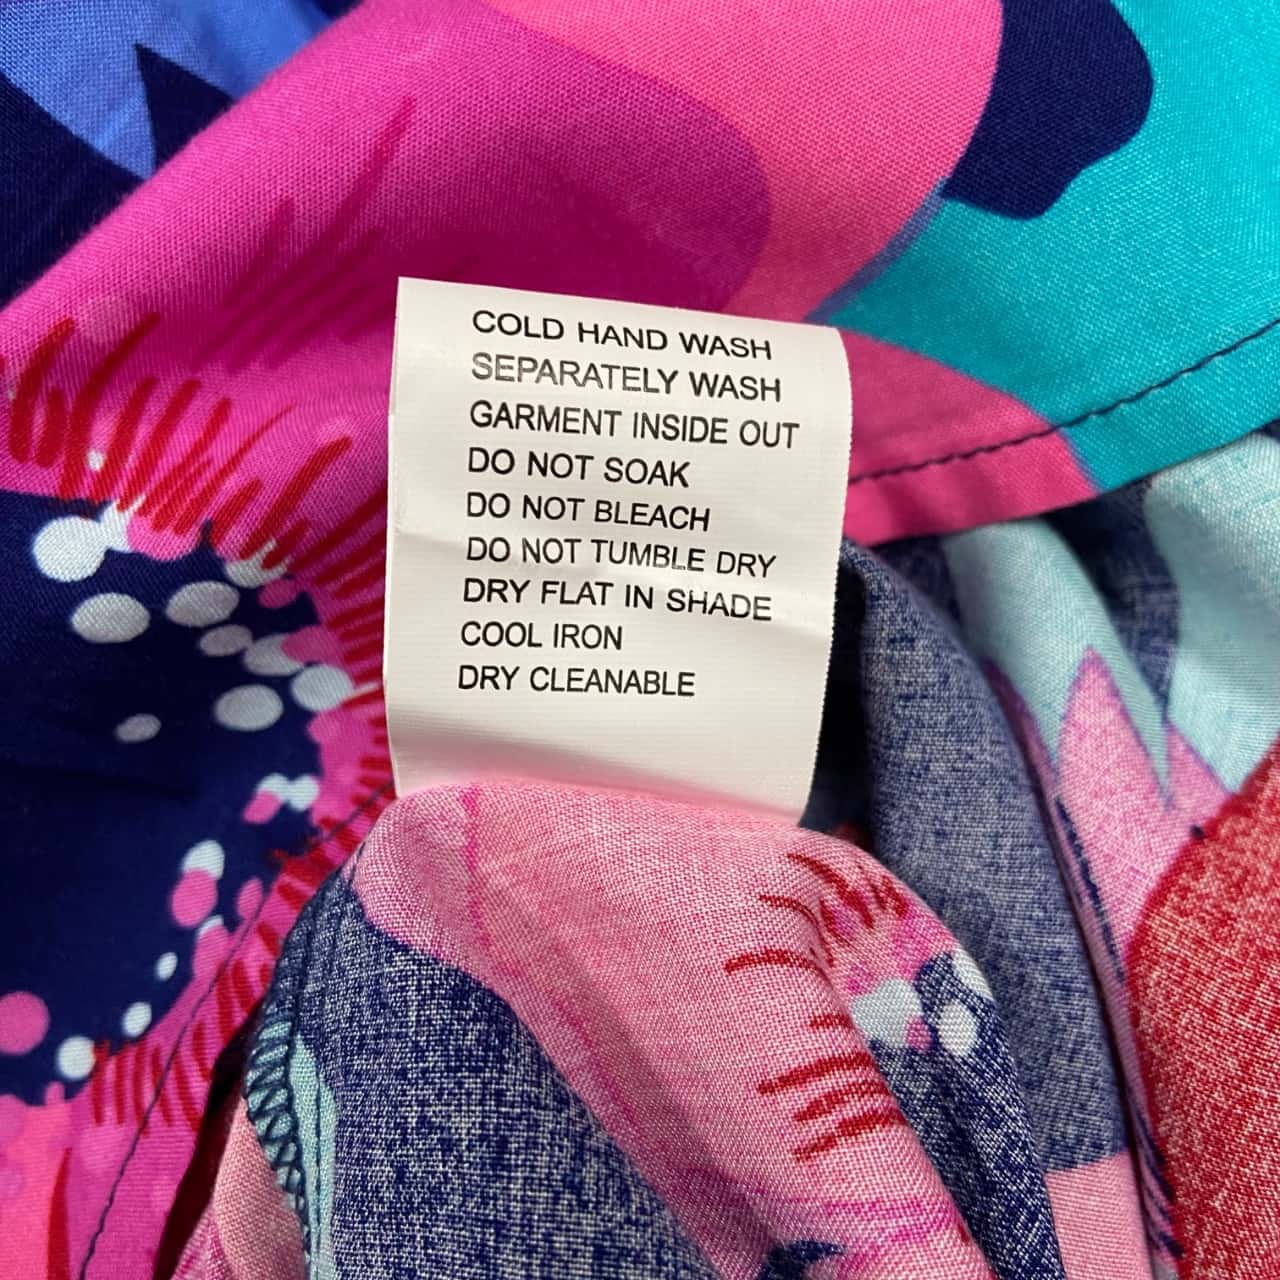 COLD HAND WASH
SEPARATELY WASH
GARMENT INSIDE OUT
DO NOT SOAK
DO NOT BLEACH
DO NOT TUMBLE DRY
DRY FLAT IN SHADE
COOL IRON
DRY CLEANABLE